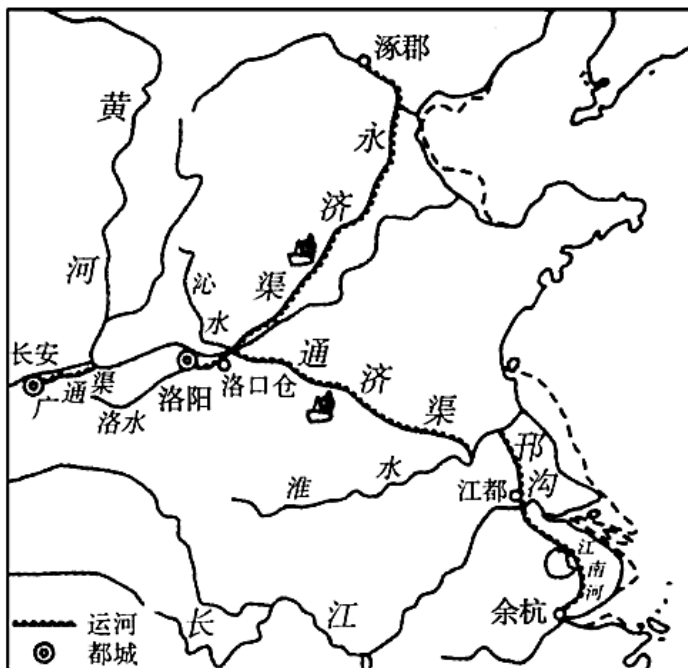 涿郡
黄河
永济渠
沁水
长安
广通渠
洛水
洛阳
洛口仓
通济渠
淮水
邗沟
江都
江南河
余杭
长江
运河
都城